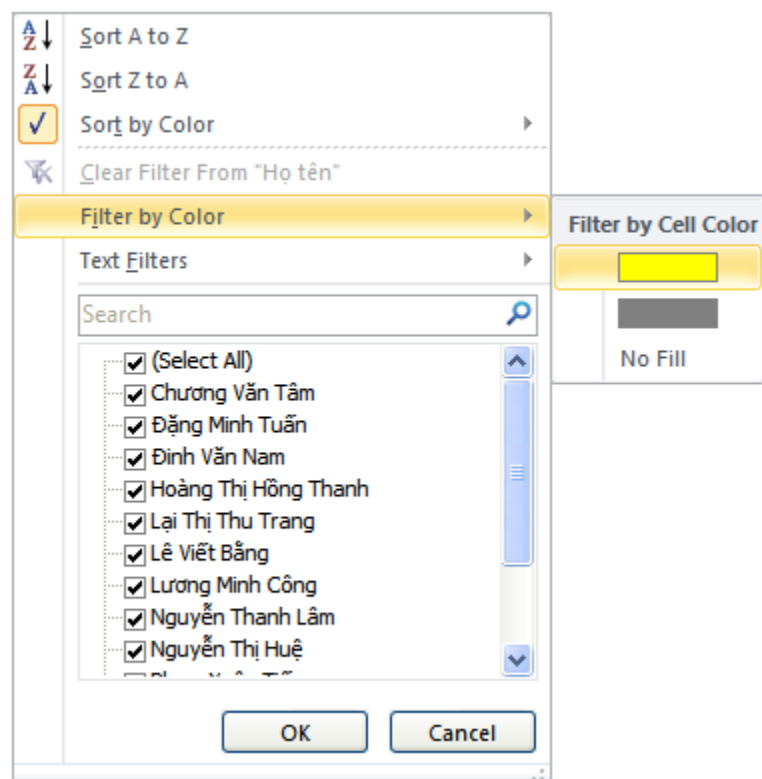 Sort A to Z
Sort Z to A
Sort by Color
Clear Filter From "Họ tên"
Filter by Color
Text Filters
Search
(Select All)
Chương Văn Tâm
Đặng Minh Tuấn
Đinh Văn Nam
Hoàng Thị Hồng Thanh
Lại Thị Thu Trang
Lê Viết Bằng
Lương Minh Công
Nguyễn Thanh Lâm
Nguyễn Thị Huệ
OK Cancel
Filter by Cell Color
No Fill